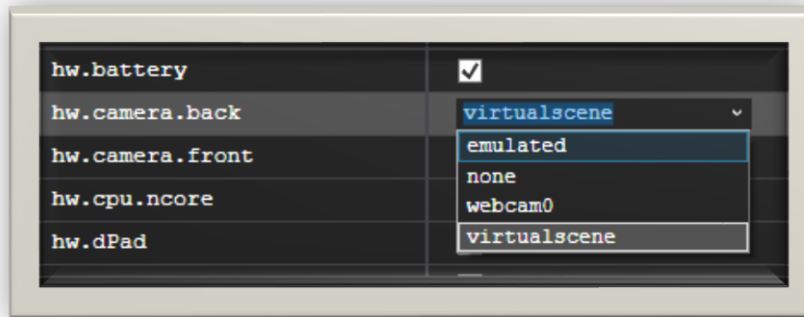 hw.battery
hw.camera.back virtualscene
hw.camera.front emulated
none
hw.cpu.ncore webcam0
hw.dPad virtualscene